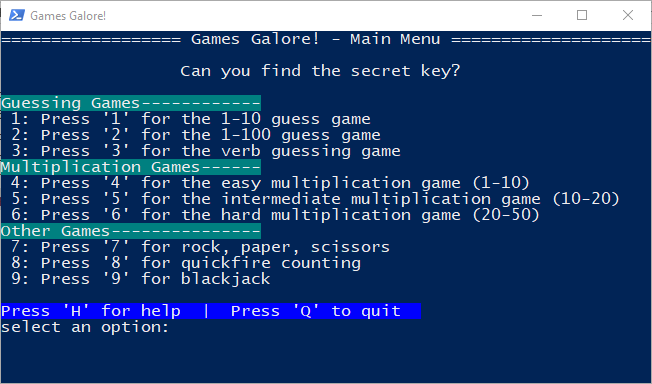 Games Galore!
================== Games Galore! - Main Menu ====================
Can you find the secret key?
Guessing Games------------
1: Press '1' for the 1-10 guess game
2: Press '2' for the 1-100 guess game
3: Press '3' for the verb guessing game
Multiplication Games------
4: Press '4' for the easy multiplication game (1-10)
5: Press '5' for the intermediate multiplication game (10-20)
6: Press '6' for the hard multiplication game (20-50)
Other Games---------------
7: Press '7' for rock, paper, scissors
8: Press '8' for quickfire counting
9: Press '9' for blackjack
Press 'H' for help  |  Press 'Q' to quit
select an option: